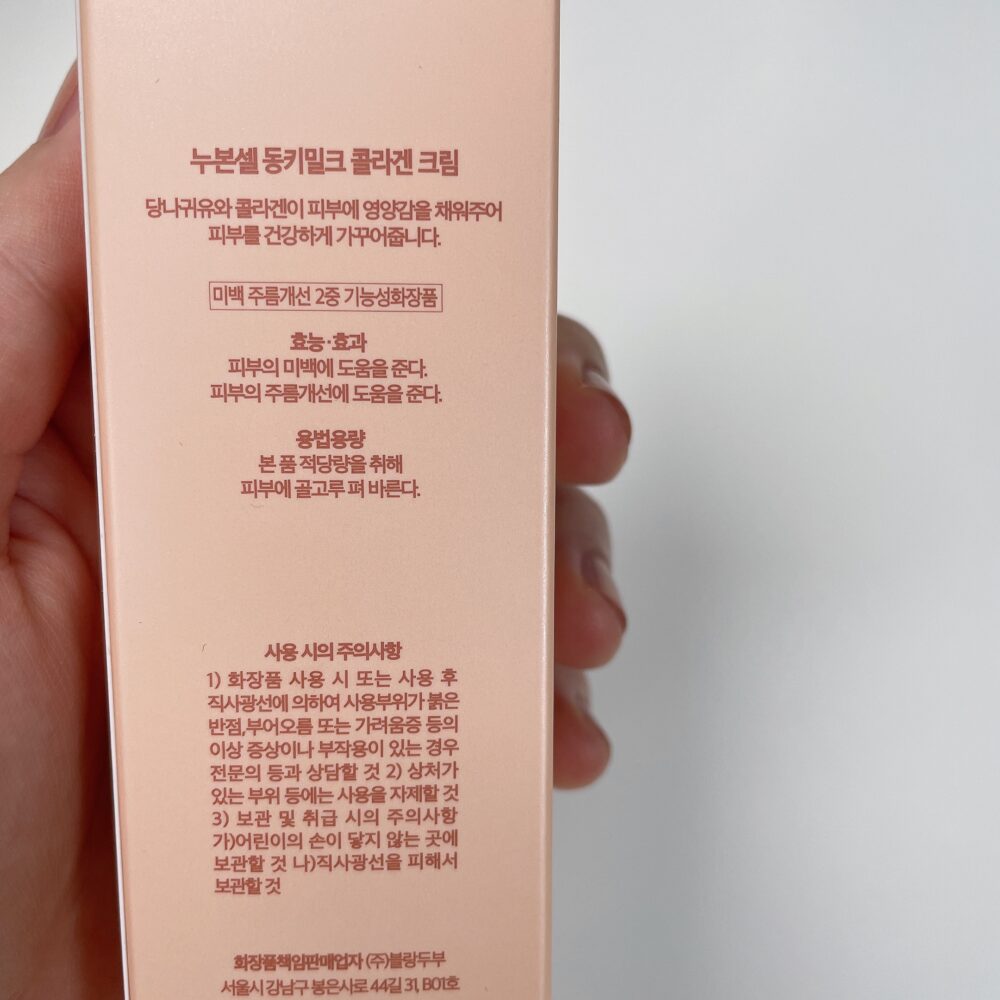 누본셀 동키밀크 콜라겐 크림
당나귀유와 콜라겐이 피부에 영양감을 채워주어
피부를 건강하게 가꾸어줍니다.
미백 주름개선 2중 기능성화장품
효능·효과
피부의 미백에 도움을 준다.
피부의 주름개선에 도움을 준다.
용법용량
본 품 적당량을 취해
피부에 골고루 펴 바른다.
사용 시의 주의사항
1) 화장품 사용 시 또는 사용 후
직사광선에 의하여 사용부위가 붉은
반점,부어오름 또는 가려움증 등의
이상 증상이나 부작용이 있는 경우
전문의 등과 상담할 것 2) 상처가
있는 부위 등에는 사용을 자제할 것
3) 보관 및 취급 시의 주의사항
가)어린이의 손이 닿지 않는 곳에
보관할 것 나)직사광선을 피해서
보관할 것
화장품책임판매업자 (주)블랑두부
서울시 강남구 봉은사로 44길 31, B01호